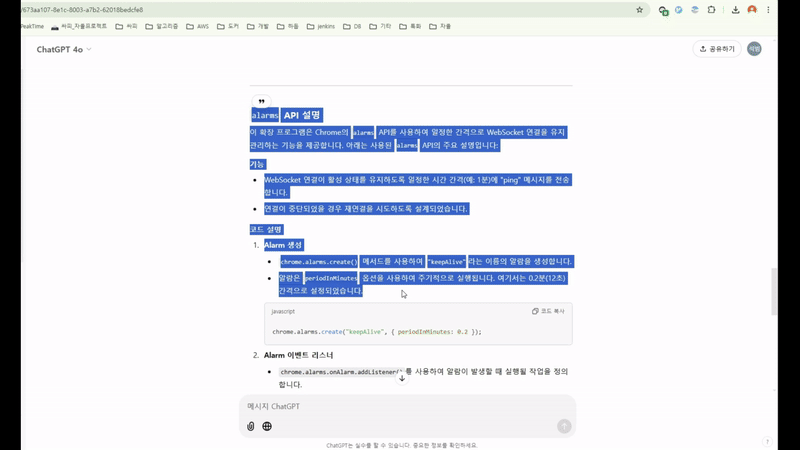 /673aa107-8e1c-8003-a7b2-62018bedcfe8
PeakTime 싸피_자율프로젝트 싸피 알고리즘 AWS 도커 개발 하둡 jenkins DB 기타 특화 자율
ChatGPT 4o 공유하기
alarms API 설명
이 확장 프로그램은 Chrome의 alarms API를 사용하여 일정한 간격으로 WebSocket 연결을 유지
관리하는 기능을 제공합니다. 아래는 사용된 alarms API의 주요 설명입니다:
기능
WebSocket 연결이 활성 상태를 유지하도록 일정한 시간 간격(예: 1분)에 "ping" 메시지를 전송
합니다.
연결이 중단되었을 경우 재연결을 시도하도록 설계되었습니다.
코드 설명
1. Alarm 생성
chrome.alarms.create() 메서드를 사용하여 "keepAlive"라는 이름의 알람을 생성합니다.
알람은 periodInMinutes 옵션을 사용하여 주기적으로 실행됩니다. 여기서는 0.2분(12초)
간격으로 설정되었습니다.
javascript 코드 복사
chrome.alarms.create("keepAlive", { periodInMinutes: 0.2 });
2. Alarm 이벤트 리스너
chrome.alarms.onAlarm.addListener()를 사용하여 알람이 발생할 때 실행될 작업을 정의
합니다.
메시지 ChatGPT
ChatGPT는 실수를 할 수 있습니다. 중요한 정보를 확인하세요.
?